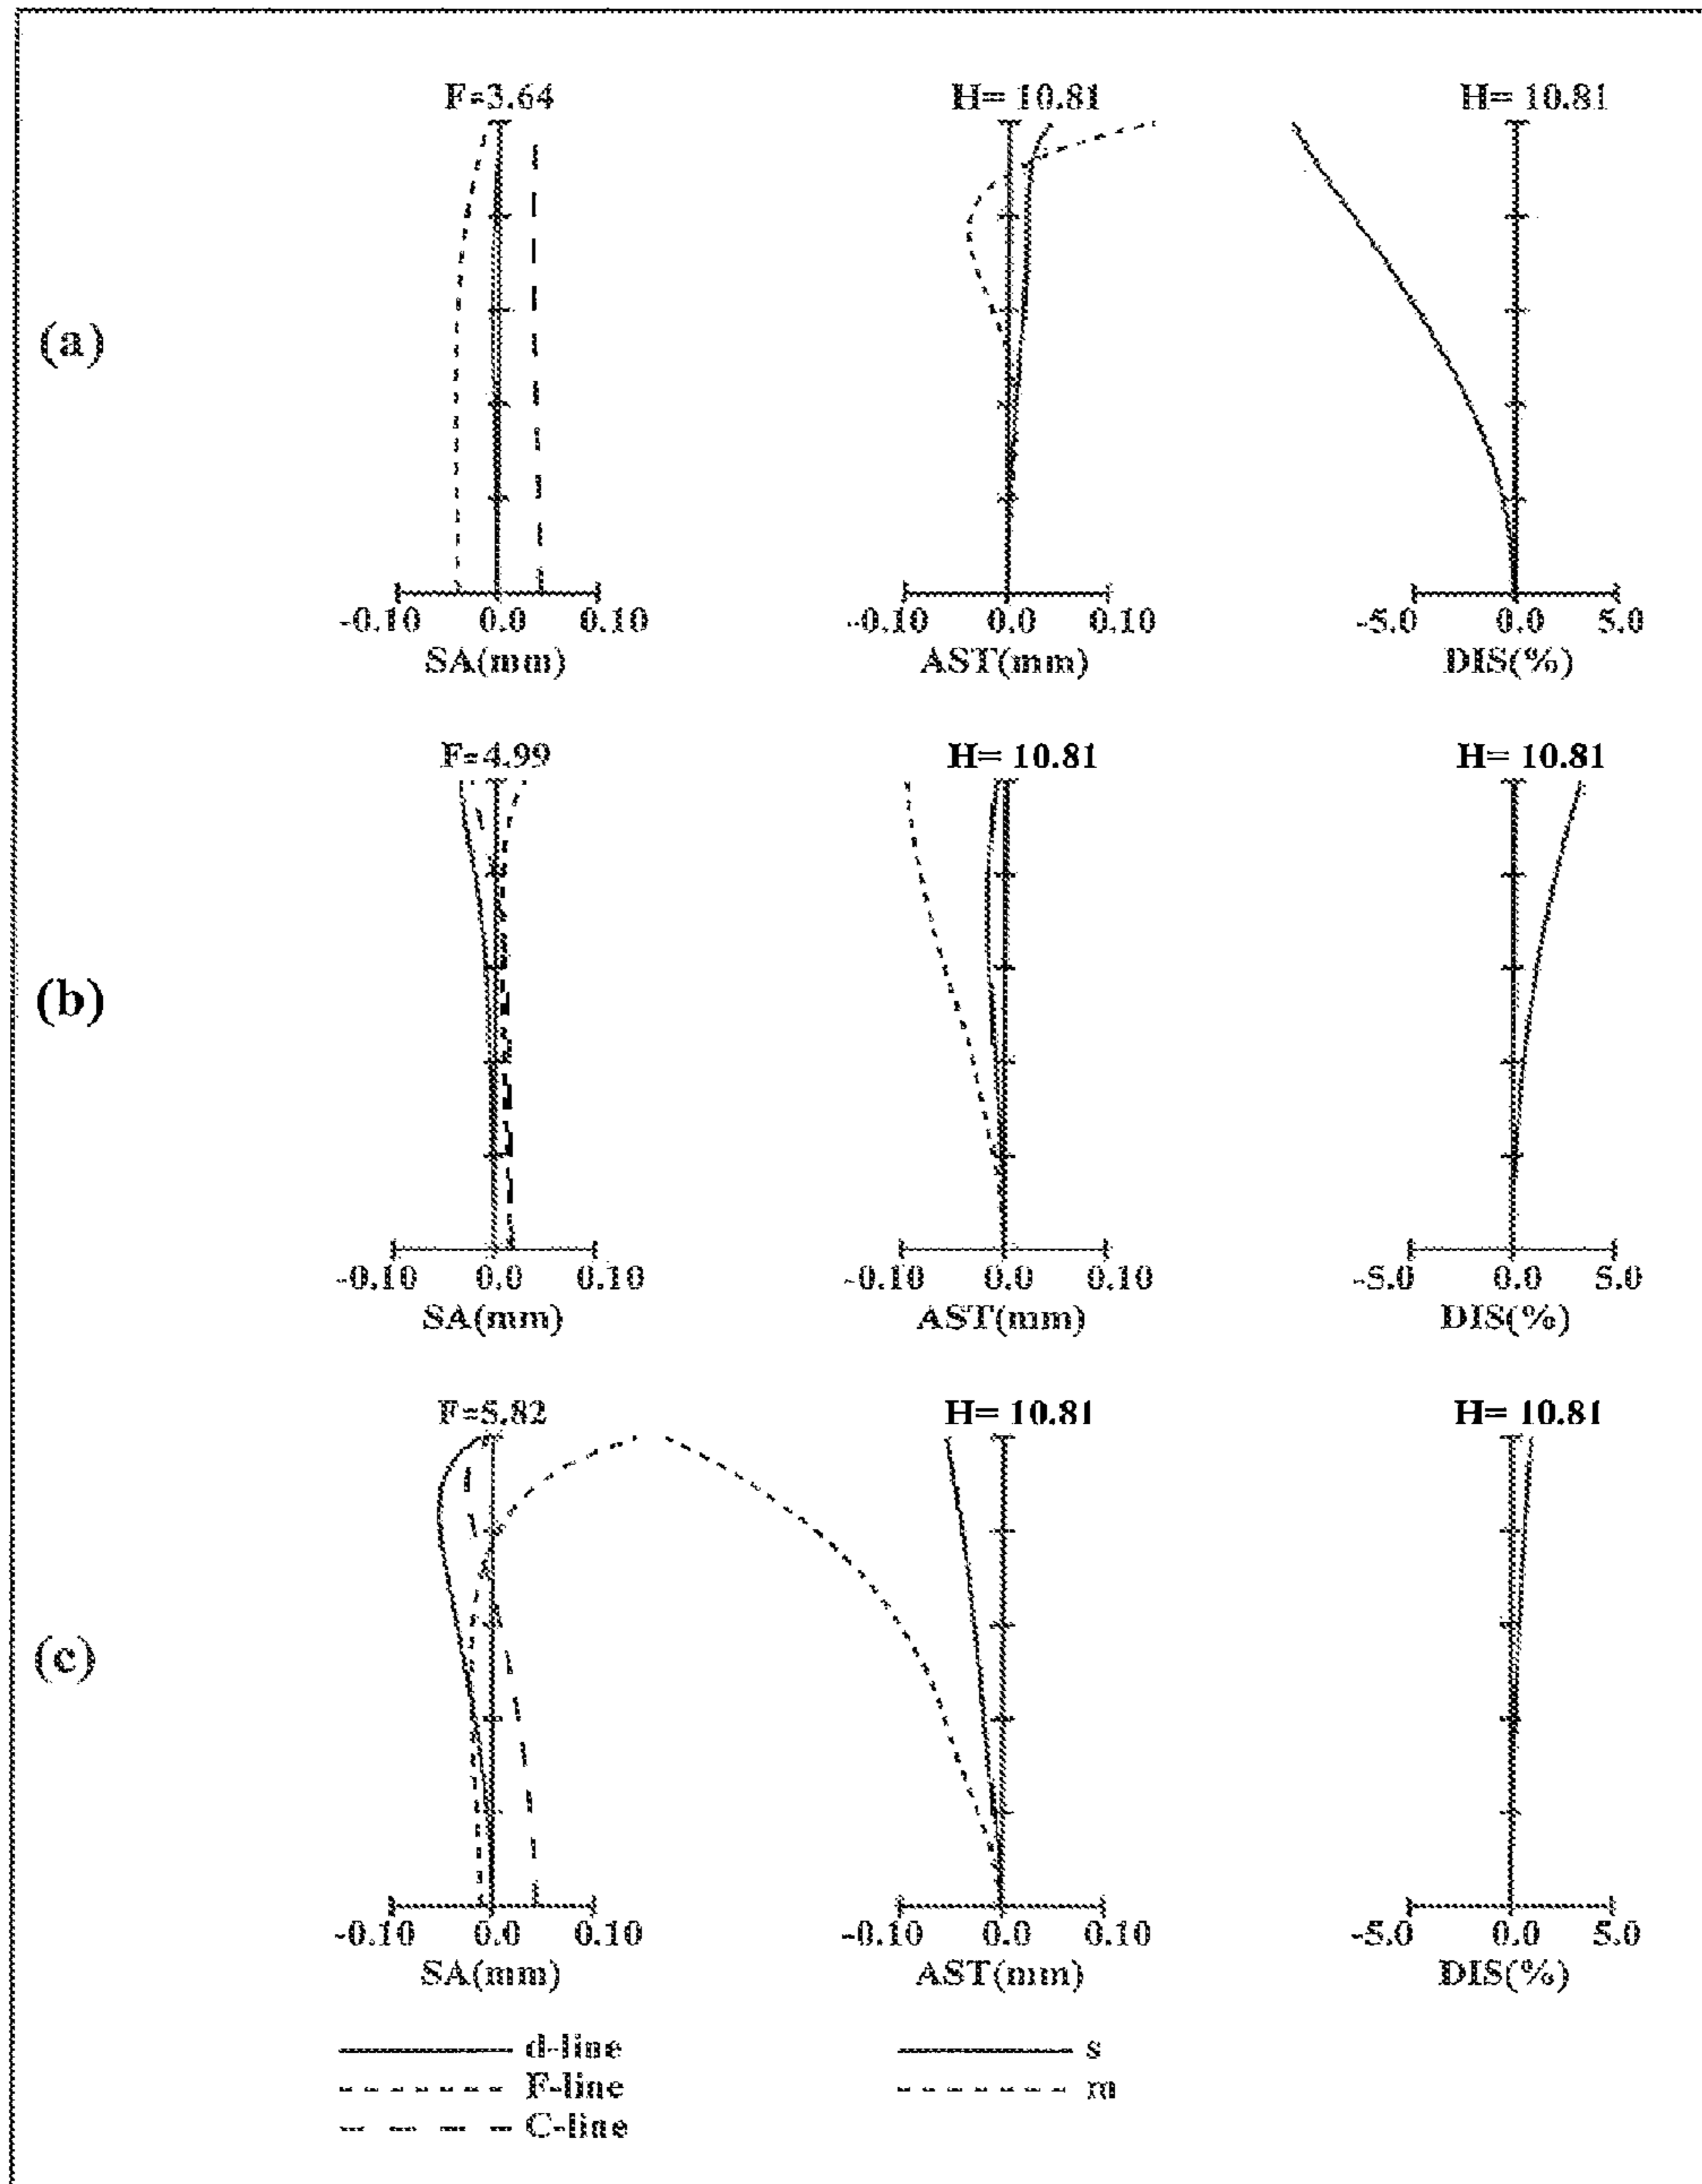 F=3.64 H= 10.81 H= 10.81
(a)
-0.10 0.0 0.10 -0.10 0.0 0.10 -5.0 0.0 5.0
SA(mm) AST(mm) DIS(%)
F=4.99 H= 10.81 H= 10.81
(b)
-0.10 0.0 0.10 -0.10 0.0 0.10 -5.0 0.0 5.0
SA(mm) AST(mm) DIS(%)
F=5.82 H= 10.81 H= 10.81
(c)
-0.10 0.0 0.10 -0.10 0.0 0.10 -5.0 0.0 5.0
SA(mm) AST(mm) DIS(%)
d-line s
F-line m
C-line